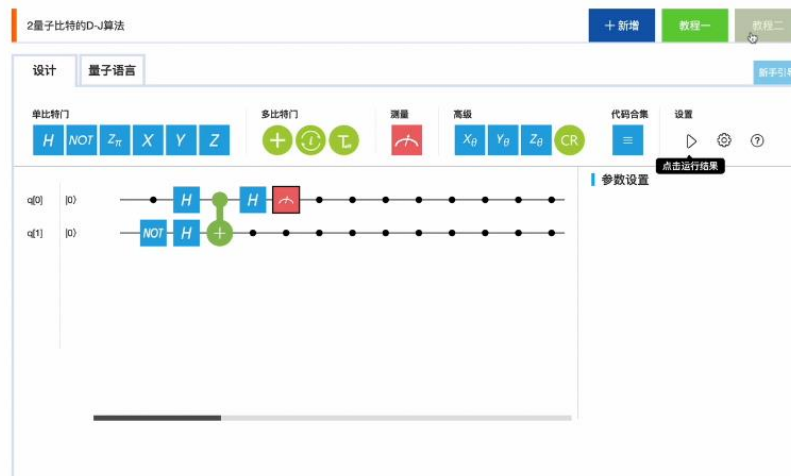 2量子比特的D-J算法
＋新增
教程一
教程二
设计
量子语言
新手引导
单比特门
多比特门
测量
高级
代码合集
设置
H NOT Zπ X Y Z
Xθ Yθ Zθ CR
点击运行结果
参数设置
q[0] |0⟩ H H
q[1] |0⟩ NOT H